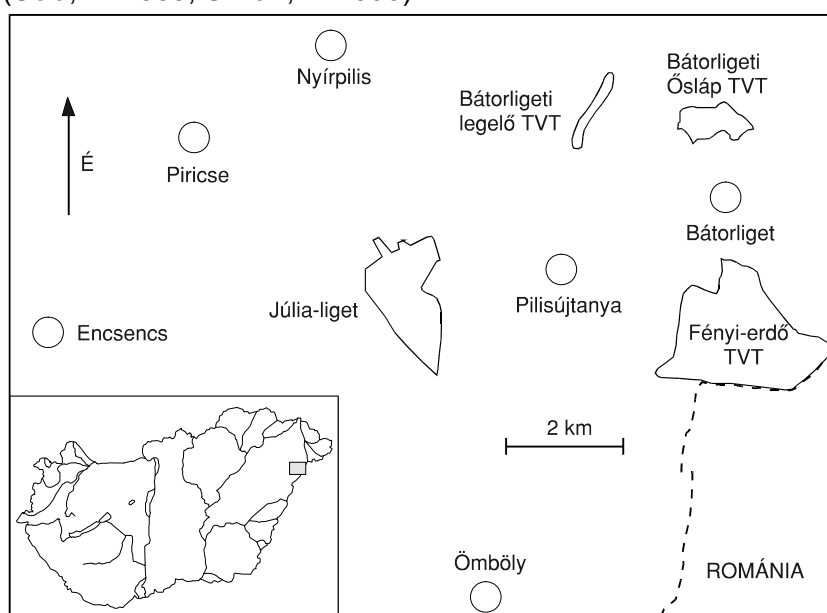 Nyírpilis
Bátorligeti
Ősláp TVT
Bátorligeti
legelő TVT
É
Piricse
Bátorliget
Júlia-liget
Pilisújtanya
Encsencs
Fényi-erdő
TVT
2 km
Ömböly
ROMÁNIA